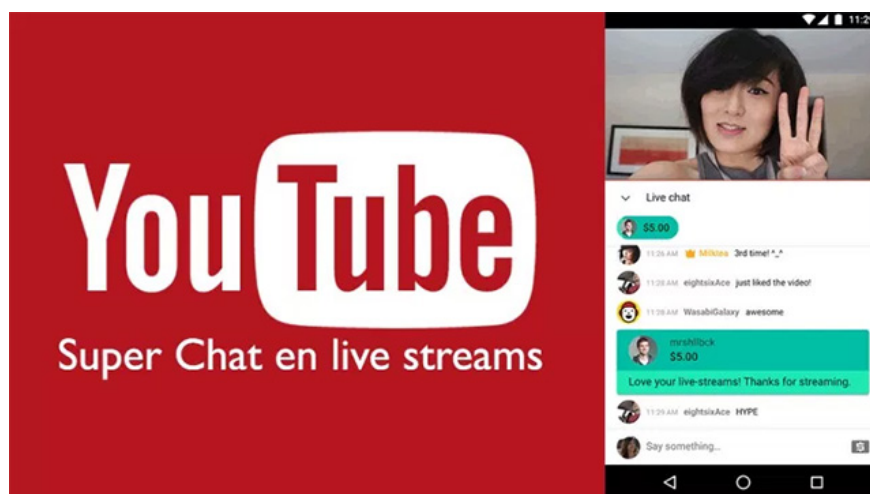 YouTube
Super Chat en live streams
11:29
Live chat
$5.00
11:26 AM Milktea 3rd time! ^_^
11:28 AM eightsixAce just liked the video!
11:28 AM WasabiGalaxy awesome
mrshllbck
$5.00
Love your live-streams! Thanks for streaming.
11:29 AM eightsixAce HYPE
Say something...